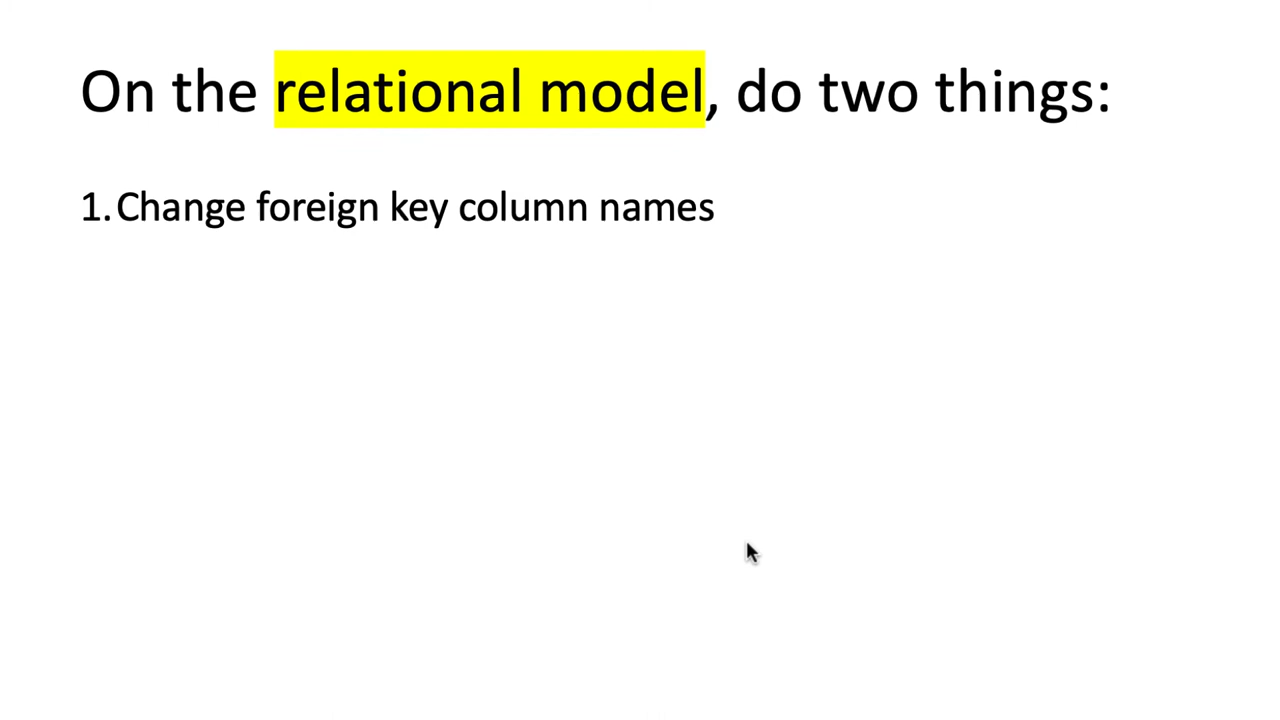 On the relational model, do two things:
1. Change foreign key column names